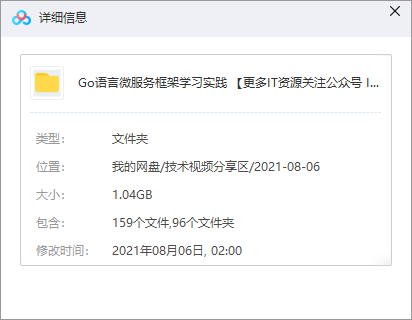 详细信息
Go语言微服务框架学习实践 【更多IT资源关注公众号 I...
类型： 文件夹
位置： 我的网盘/技术视频分享区/2021-08-06
大小： 1.04GB
包含： 159个文件,96个文件夹
修改时间： 2021年08月06日, 02:00